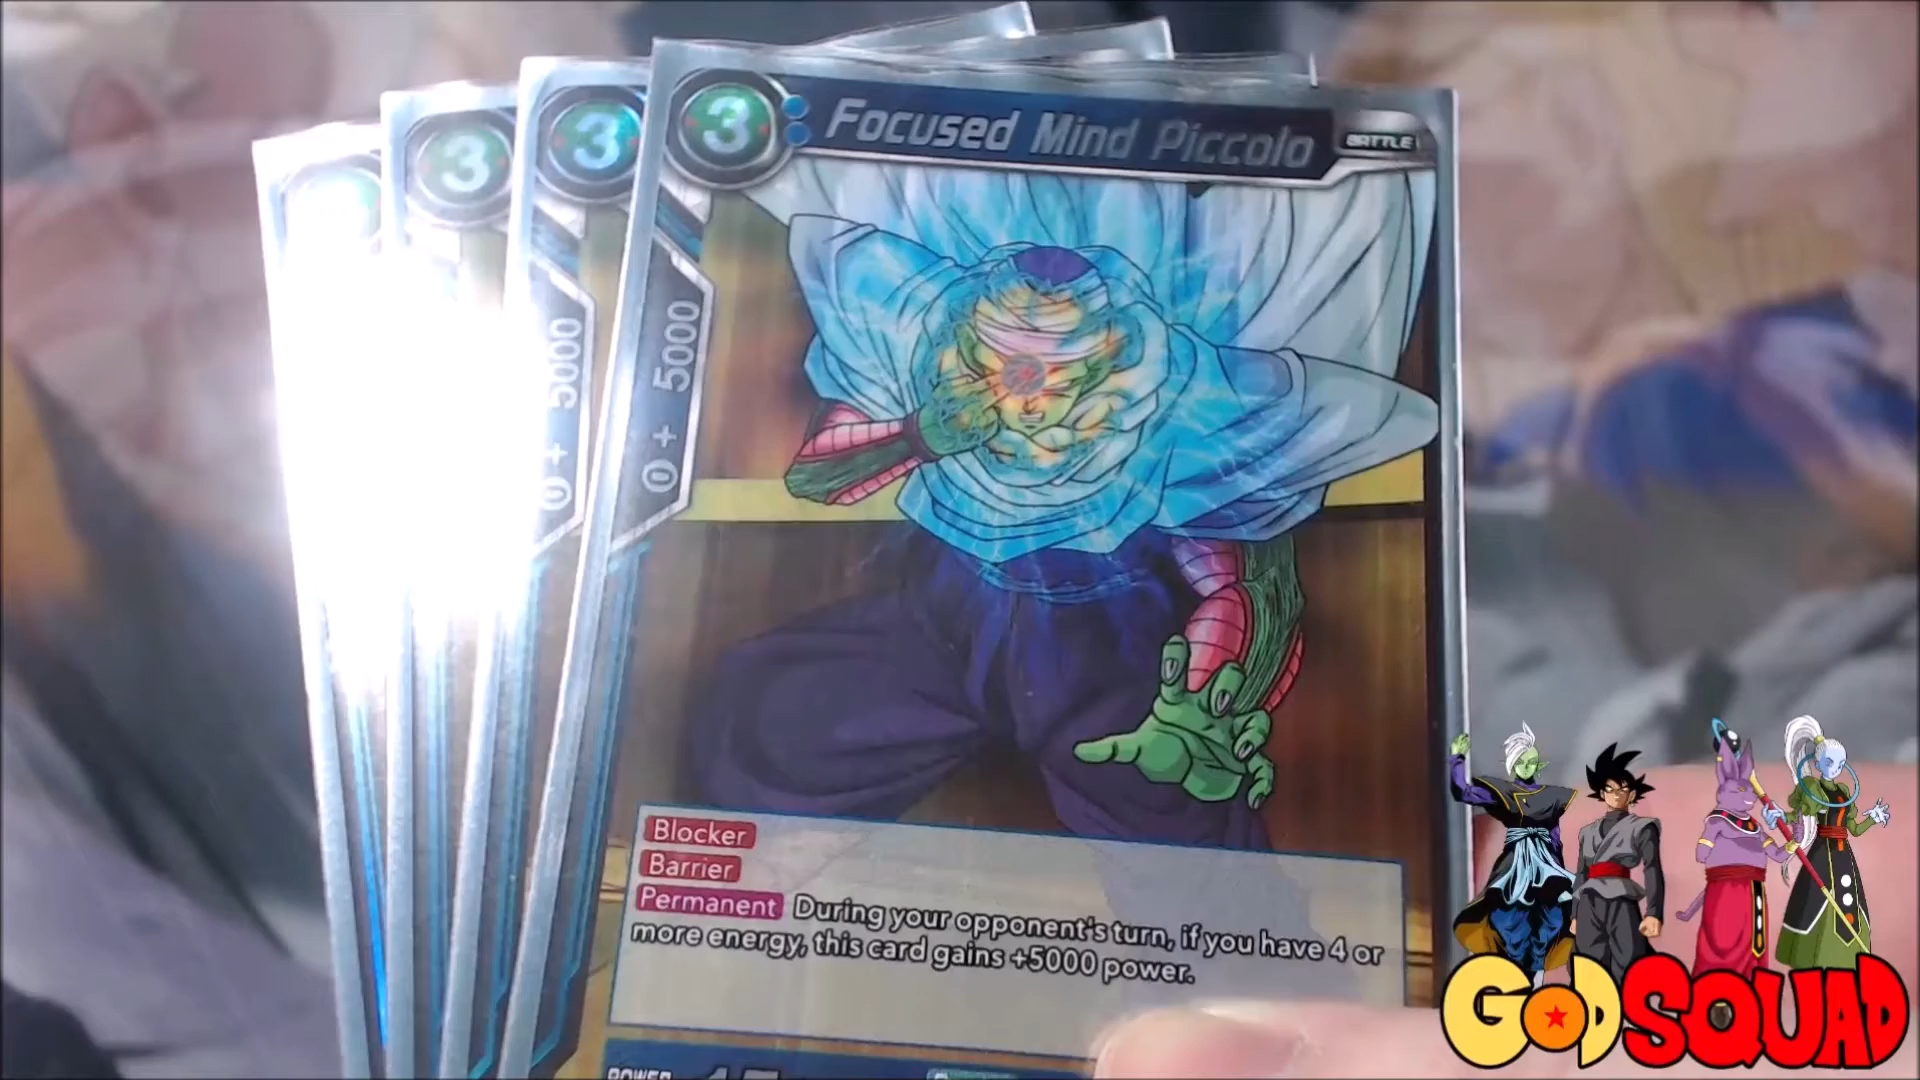 3
3
3
Focused Mind Piccolo
BATTLE
0 + 5000
0 + 5000
Blocker
Barrier
Permanent During your opponent's turn, if you have 4 or
more energy, this card gains +5000 power.
POWER
GODSQUAD